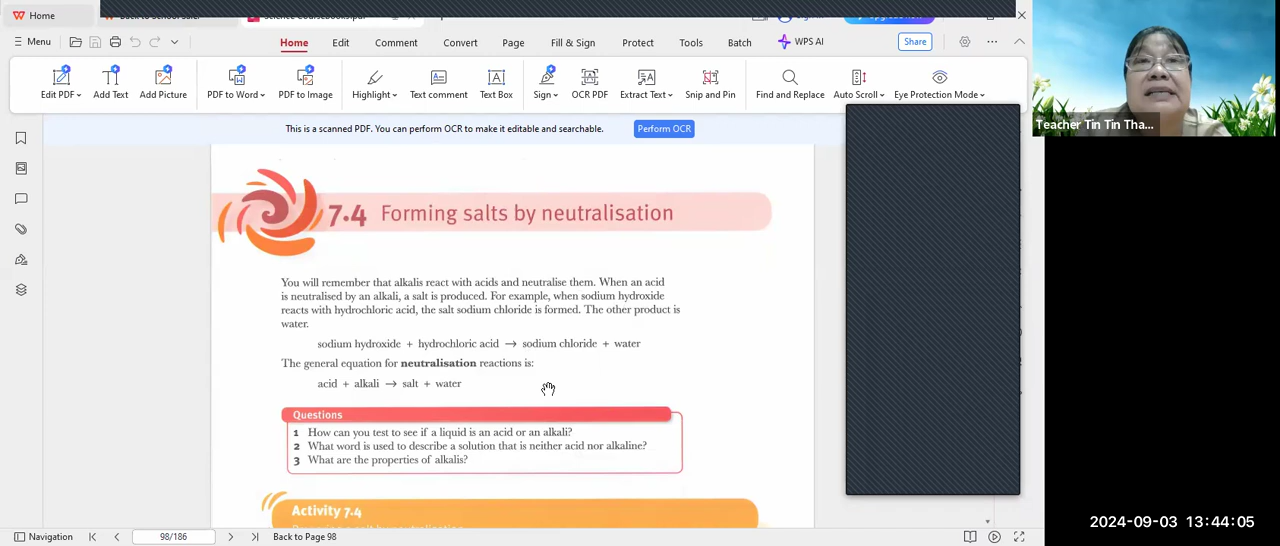 Home
Menu
Home Edit Comment Convert Page Fill & Sign Protect Tools Batch WPS AI
Share
Edit PDF Add Text Add Picture PDF to Word PDF to Image Highlight Text comment Text Box Sign OCR PDF Extract Text Snip and Pin Find and Replace Auto Scroll Eye Protection Mode
This is a scanned PDF. You can perform OCR to make it editable and searchable. Perform OCR
Teacher Tin Tin Tha...
7.4 Forming salts by neutralisation
You will remember that alkalis react with acids and neutralise them. When an acid
is neutralised by an alkali, a salt is produced. For example, when sodium hydroxide
reacts with hydrochloric acid, the salt sodium chloride is formed. The other product is
water.
sodium hydroxide + hydrochloric acid → sodium chloride + water
The general equation for neutralisation reactions is:
acid + alkali → salt + water
Questions
1 How can you test to see if a liquid is an acid or an alkali?
2 What word is used to describe a solution that is neither acid nor alkaline?
3 What are the properties of alkalis?
Activity 7.4
Navigation 98/186 Back to Page 98
2024-09-03 13:44:05